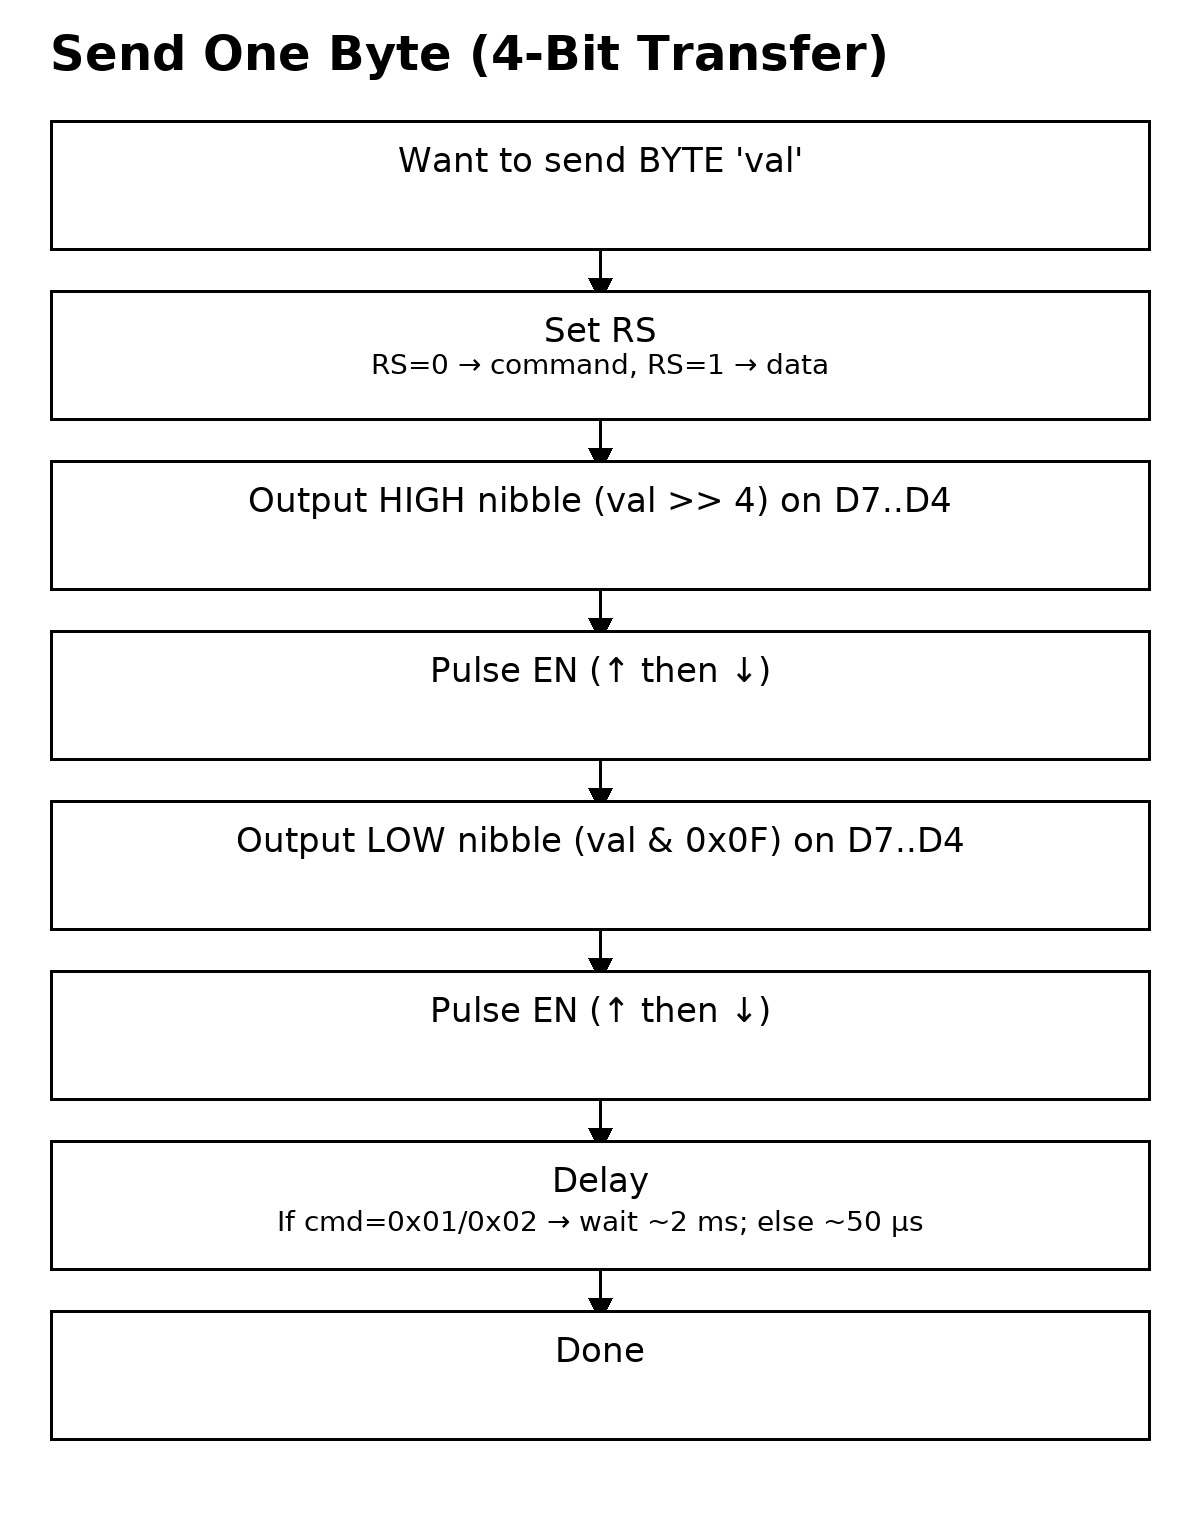 Send One Byte (4-Bit Transfer)
Want to send BYTE 'val'
Set RS
RS=0 → command, RS=1 → data
Output HIGH nibble (val >> 4) on D7..D4
Pulse EN (↑ then ↓)
Output LOW nibble (val & 0x0F) on D7..D4
Pulse EN (↑ then ↓)
Delay
If cmd=0x01/0x02 → wait ~2 ms; else ~50 µs
Done